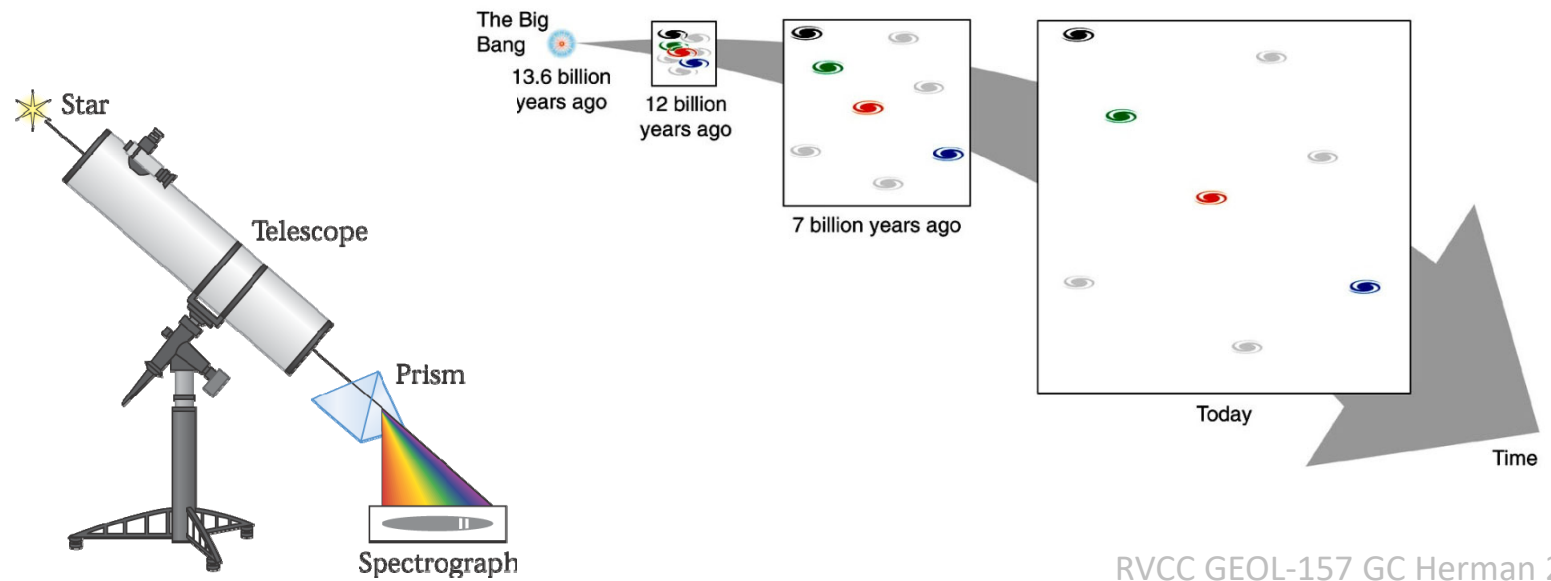 The Big
Bang
13.6 billion
years ago
12 billion
years ago
7 billion years ago
Today
Time
Star
Telescope
Prism
Spectrograph
RVCC GEOL-157 GC Herman